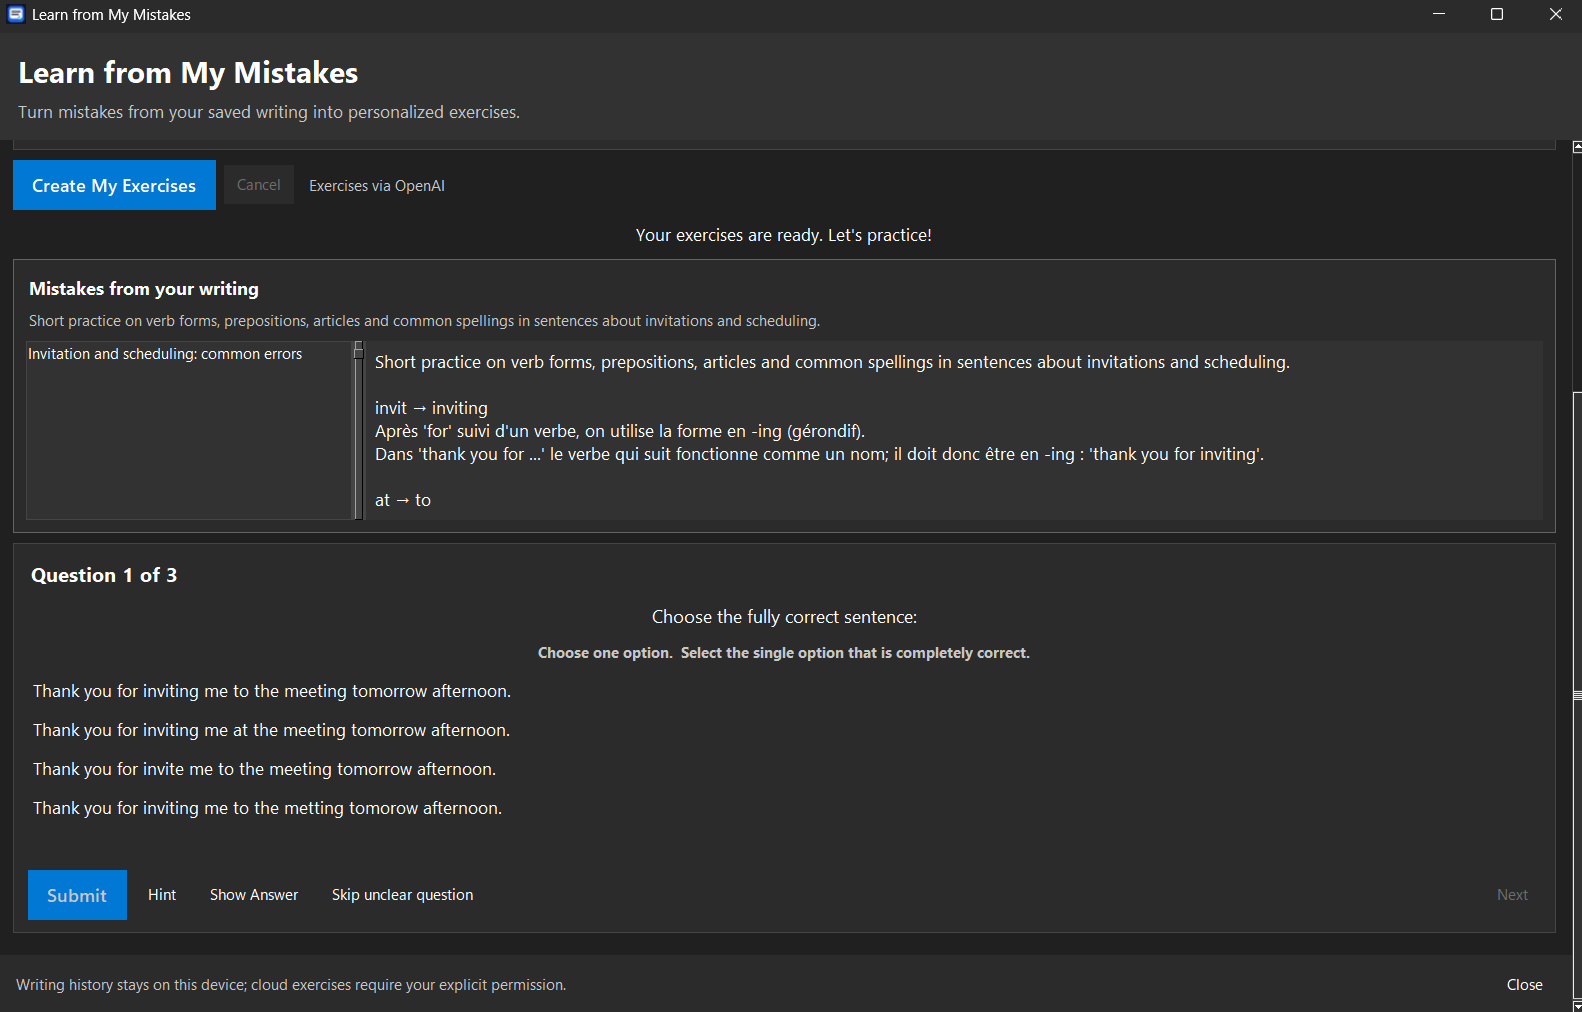 Learn from My Mistakes
Learn from My Mistakes
Turn mistakes from your saved writing into personalized exercises.
Create My Exercises
Cancel
Exercises via OpenAI
Your exercises are ready. Let's practice!
Mistakes from your writing
Short practice on verb forms, prepositions, articles and common spellings in sentences about invitations and scheduling.
Invitation and scheduling: common errors
Short practice on verb forms, prepositions, articles and common spellings in sentences about invitations and scheduling.
invit → inviting
Après 'for' suivi d'un verbe, on utilise la forme en -ing (gérondif).
Dans 'thank you for ...' le verbe qui suit fonctionne comme un nom; il doit donc être en -ing : 'thank you for inviting'.
at → to
Question 1 of 3
Choose the fully correct sentence:
Choose one option.  Select the single option that is completely correct.
Thank you for inviting me to the meeting tomorrow afternoon.
Thank you for inviting me at the meeting tomorrow afternoon.
Thank you for invite me to the meeting tomorrow afternoon.
Thank you for inviting me to the metting tomorow afternoon.
Submit
Hint
Show Answer
Skip unclear question
Next
Writing history stays on this device; cloud exercises require your explicit permission.
Close